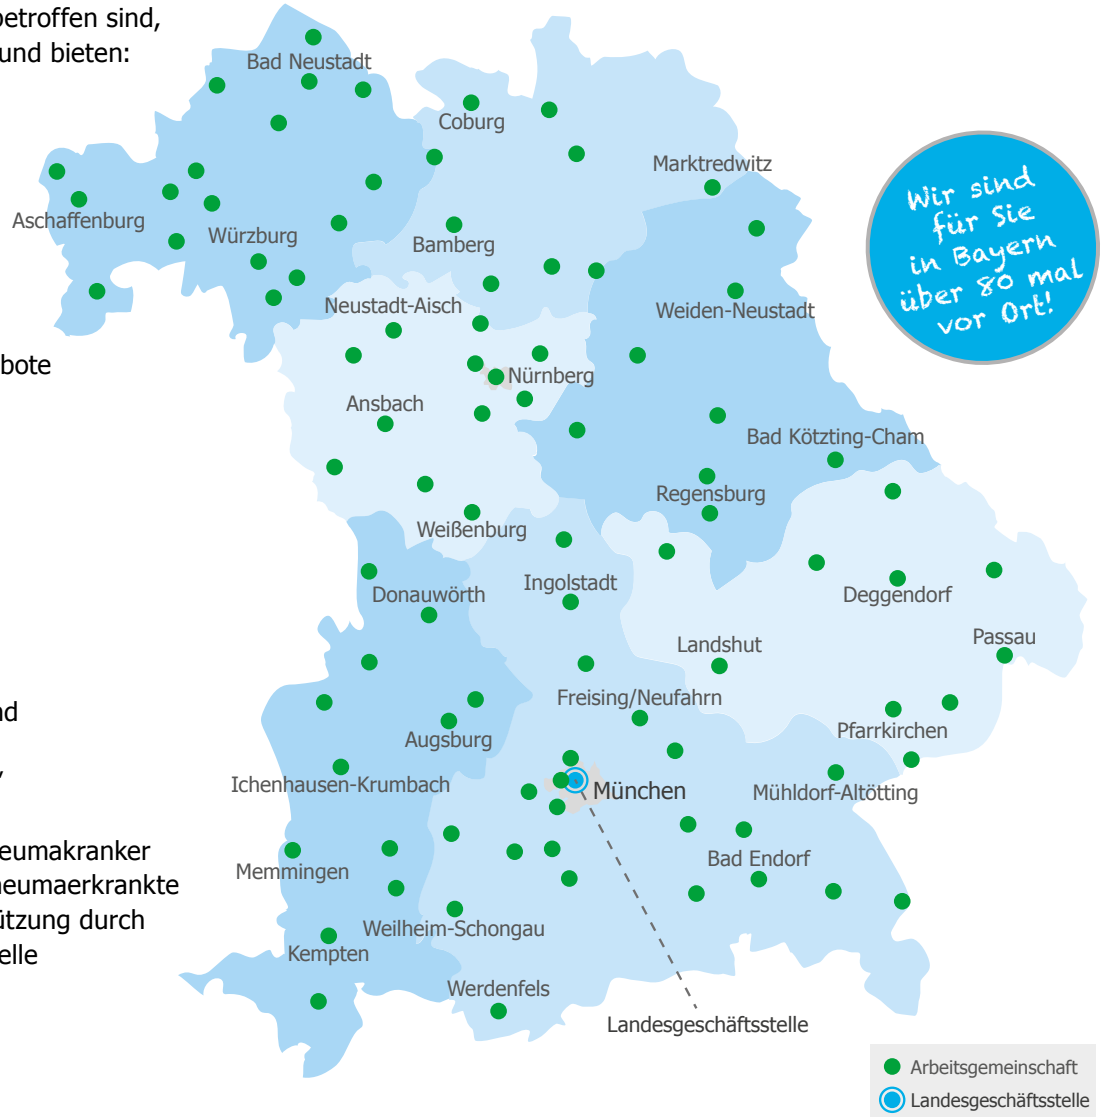 betroffen sind,
und bieten:
Bad Neustadt
Coburg
Marktredwitz
Aschaffenburg
Würzburg
Bamberg
Wir sind
für Sie
in Bayern
über 80 mal
vor Ort!
Neustadt-Aisch
Weiden-Neustadt
bote
Nürnberg
Ansbach
Bad Kötzting-Cham
Regensburg
Weißenburg
Ingolstadt
Donauwörth
Deggendorf
Passau
Landshut
Freising/Neufahrn
nd
Pfarrkirchen
Augsburg
,
Ichenhausen-Krumbach
München
Mühldorf-Altötting
eumakranker
Bad Endorf
Memmingen
heumaerkrankte
ützung durch
Weilheim-Schongau
elle
Kempten
Werdenfels
Landesgeschäftsstelle
Arbeitsgemeinschaft
Landesgeschäftsstelle